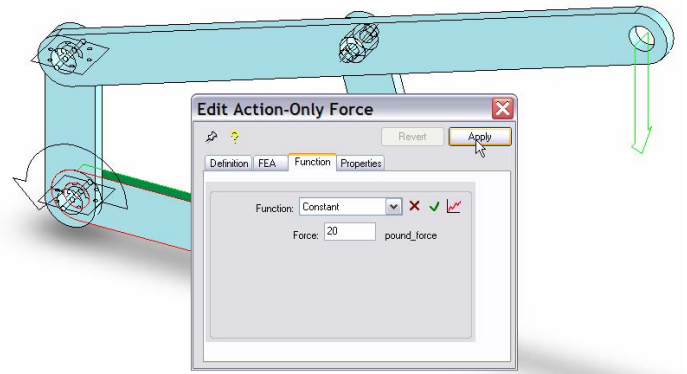 Edit Action-Only Force
Revert
Apply
Definition FEA Function Properties
Function: Constant
Force: 20 pound_force